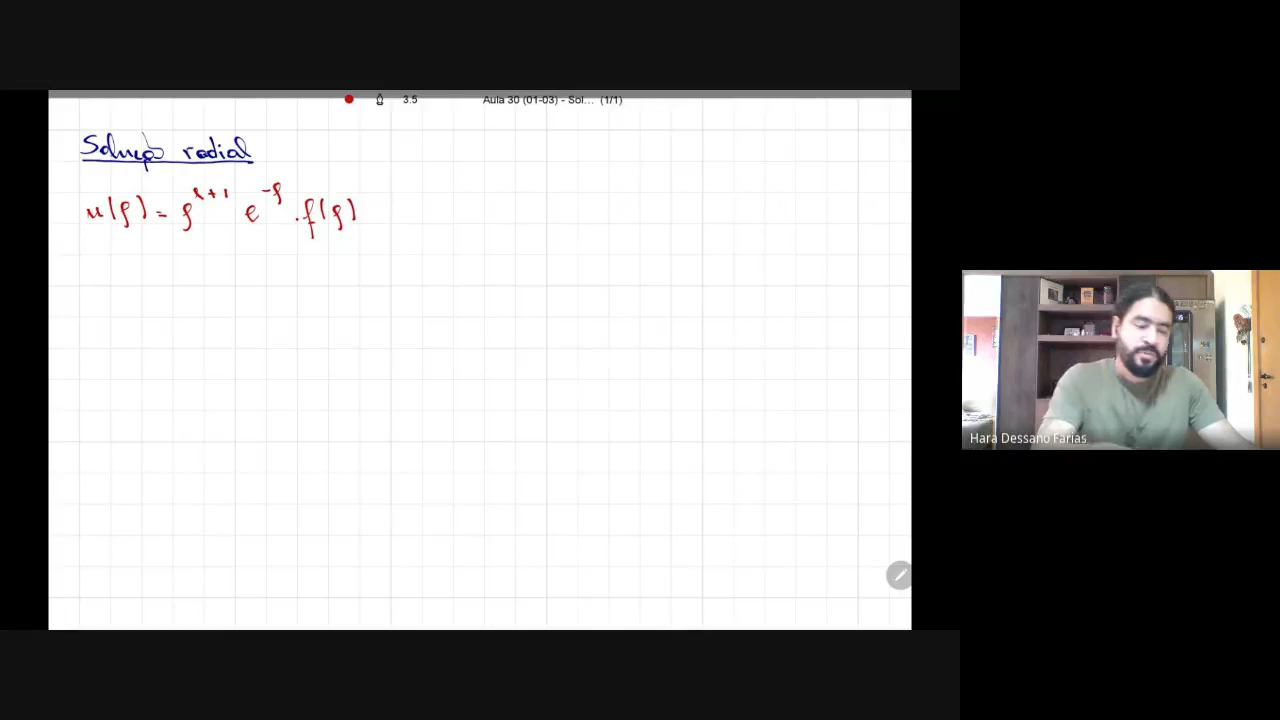 3.5 Aula 30 (01-03) - Sol... (1/1)
Solução radial
u(ρ) = ρ^{ℓ+1} e^{-ρ} . f(ρ)
Hara Dessano Farias